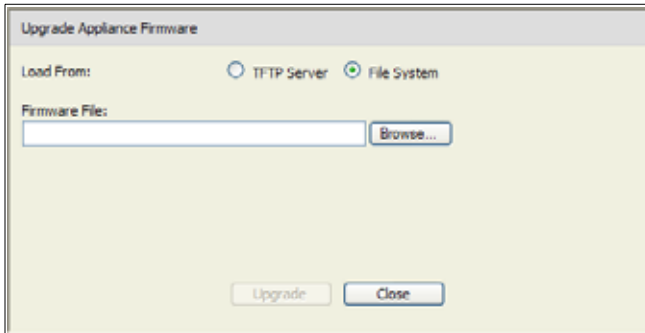 Upgrade Appliance Firmware
Load From: TFTP Server File System
Firmware File:
Browse...
Upgrade Close